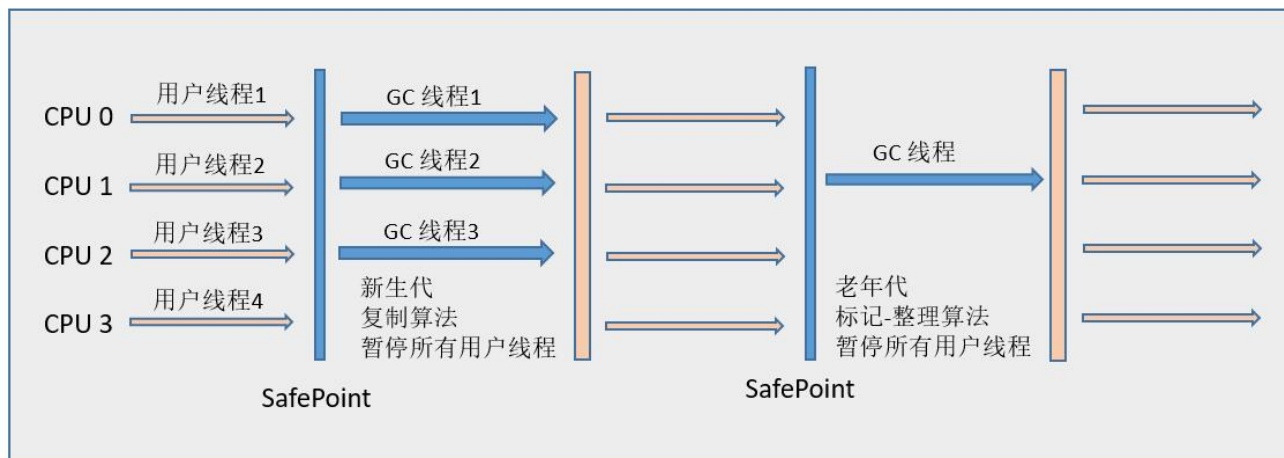 CPU 0
用户线程1
GC 线程1
CPU 1
用户线程2
GC 线程2
GC 线程
CPU 2
用户线程3
GC 线程3
CPU 3
用户线程4
新生代
复制算法
暂停所有用户线程
老年代
标记-整理算法
暂停所有用户线程
SafePoint
SafePoint